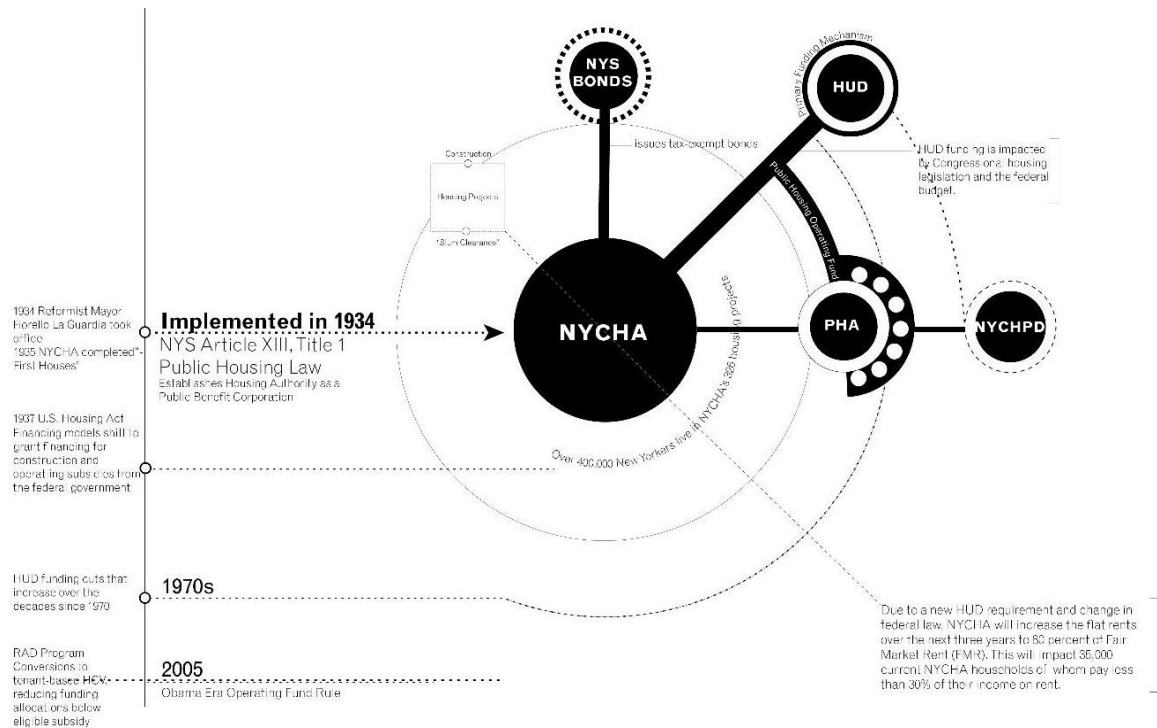 NYS
BONDS
Primary Funding Mechanism
HUD
issues tax-exempt bonds
HUD funding is impacted
by Congressional housing
legislation and the federal
budget.
Construction
Housing Projects
"Slum Clearance"
Public Housing Operating Fund
1934 Reformist Mayor
Fiorello La Guardia took
office
1935 NYCHA completed"-
First Houses"
Implemented in 1934
NYS Article XIII, Title 1
Public Housing Law
Establishes Housing Authority as a
Public Benefit Corporation
NYCHA
PHA
NYCHPD
Over 400,000 New Yorkers live in NYCHA's 326 housing projects
1937 U.S. Housing Act
Financing models shift to
grant financing for
construction and
operating subsidies from
the federal government
HUD funding cuts that
increase over the
decades since 1970
1970s
RAD Program
Conversions to
tenant-based HCV,
reducing funding
allocations below
eligible subsidy
2005
Obama Era Operating Fund Rule
Due to a new HUD requirement and change in
federal law, NYCHA will increase the flat rents
over the next three years to 80 percent of Fair
Market Rent (FMR). This will impact 35,000
current NYCHA households of whom pay less
than 30% of their income on rent.